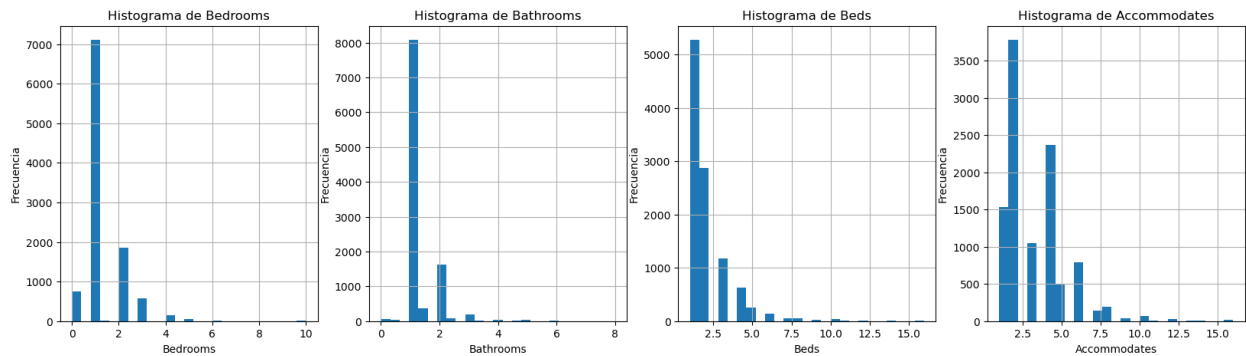 Histograma de Bedrooms
Frecuencia
7000
6000
5000
4000
3000
2000
1000
0
0 2 4 6 8 10
Bedrooms
Histograma de Bathrooms
Frecuencia
8000
7000
6000
5000
4000
3000
2000
1000
0
0 2 4 6 8
Bathrooms
Histograma de Beds
Frecuencia
5000
4000
3000
2000
1000
0
2.5 5.0 7.5 10.0 12.5 15.0
Beds
Histograma de Accommodates
Frecuencia
3500
3000
2500
2000
1500
1000
500
0
2.5 5.0 7.5 10.0 12.5 15.0
Accommodates